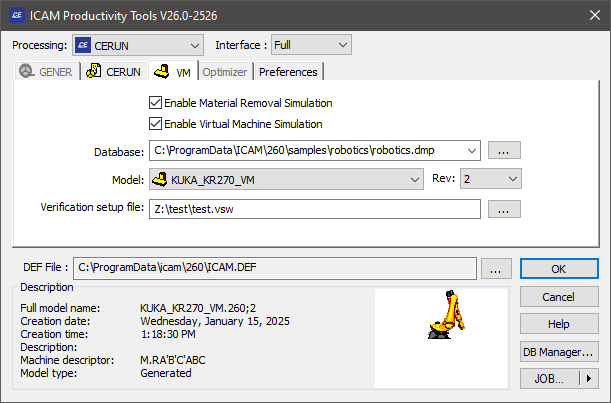 ICAM Productivity Tools V26.0-2526
Processing: CE CERUN Interface : Full
GENER CERUN VM Optimizer Preferences
Enable Material Removal Simulation
Enable Virtual Machine Simulation
Database: C:\ProgramData\ICAM\260\samples\robotics\robotics.dmp ...
Model: KUKA_KR270_VM Rev: 2
Verification setup file: Z:\test\test.vsw ...
DEF File : C:\ProgramData\icam\260\ICAM.DEF ... OK
Description
Full model name: KUKA_KR270_VM.260;2
Creation date: Wednesday, January 15, 2025
Creation time: 1:18:30 PM
Description:
Machine descriptor: M.RA'B'C'ABC
Model type: Generated
Cancel
Help
DB Manager...
JOB...